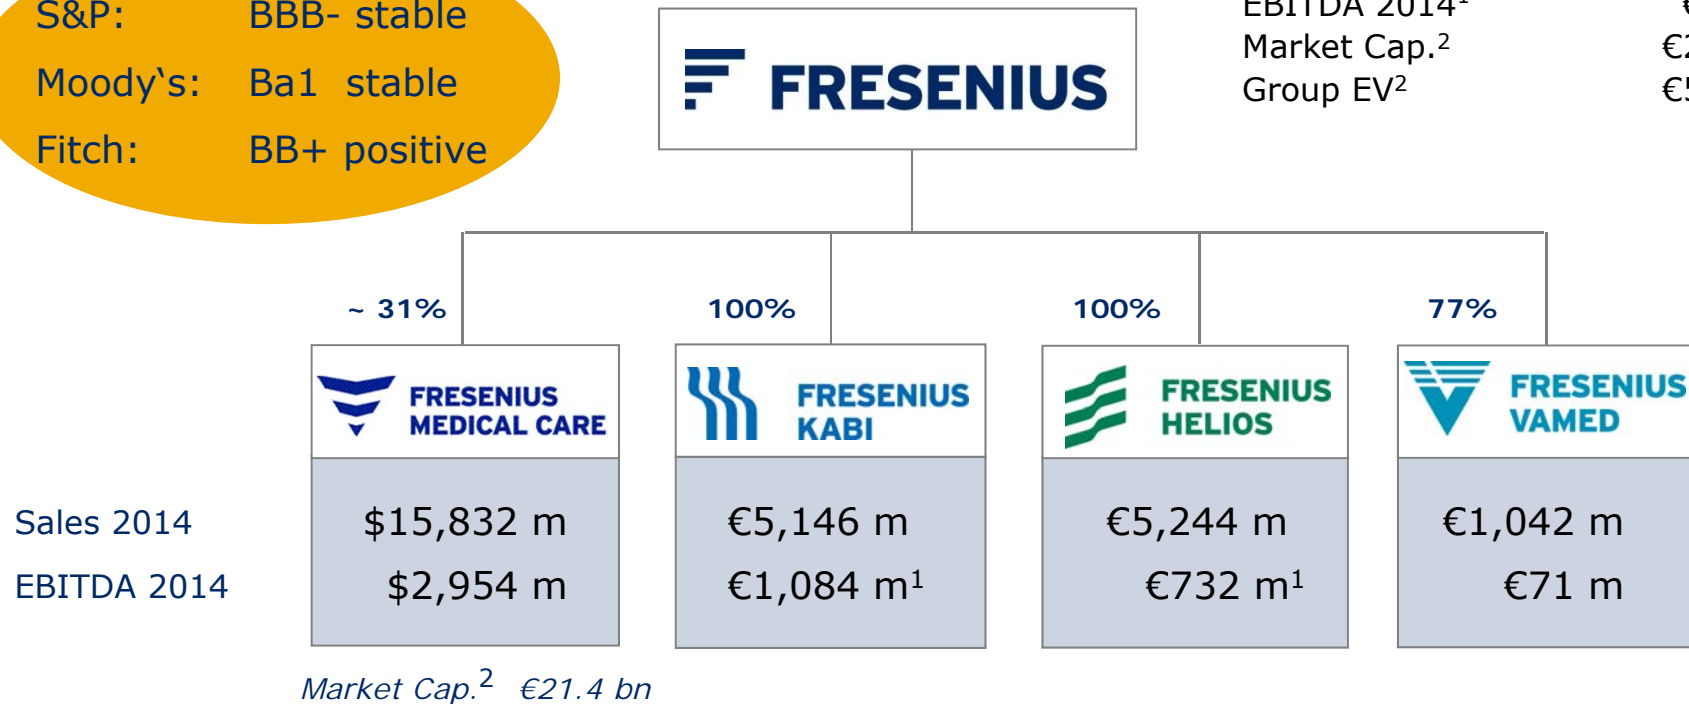 S&P: BBB- stable
Moody‘s: Ba1 stable
Fitch: BB+ positive
FRESENIUS
EBITDA 2014¹
Market Cap.²
Group EV²
~ 31%
100%
100%
77%
FRESENIUS
MEDICAL CARE
FRESENIUS
KABI
FRESENIUS
HELIOS
FRESENIUS
VAMED
Sales 2014 $15,832 m €5,146 m €5,244 m €1,042 m
EBITDA 2014 $2,954 m €1,084 m¹ €732 m¹ €71 m
Market Cap.² €21.4 bn